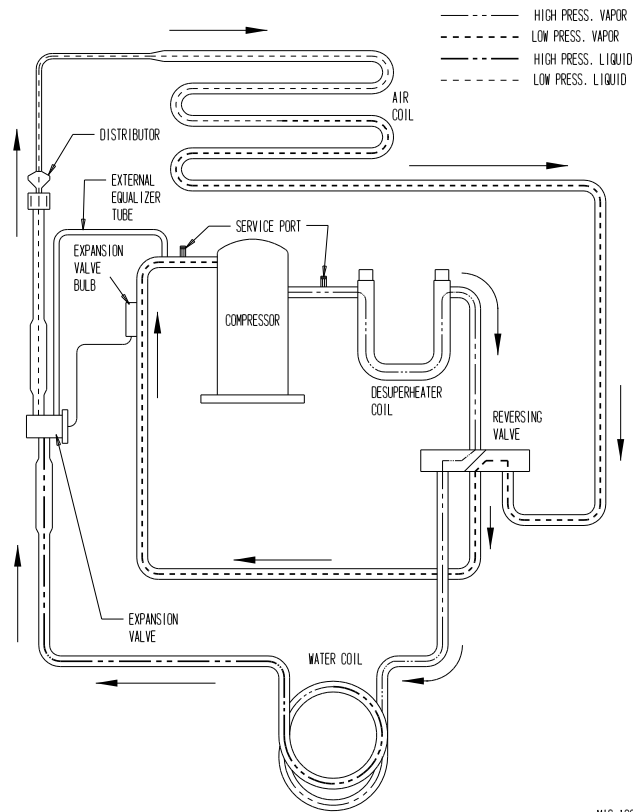 HIGH PRESS. VAPOR
LOW PRESS. VAPOR
HIGH PRESS. LIQUID
LOW PRESS. LIQUID
AIR
COIL
DISTRIBUTOR
EXTERNAL
EQUALIZER
TUBE
SERVICE PORT
EXPANSION
VALVE
BULB
COMPRESSOR
DESUPERHEATER
COIL
REVERSING
VALVE
EXPANSION
VALVE
WATER COIL